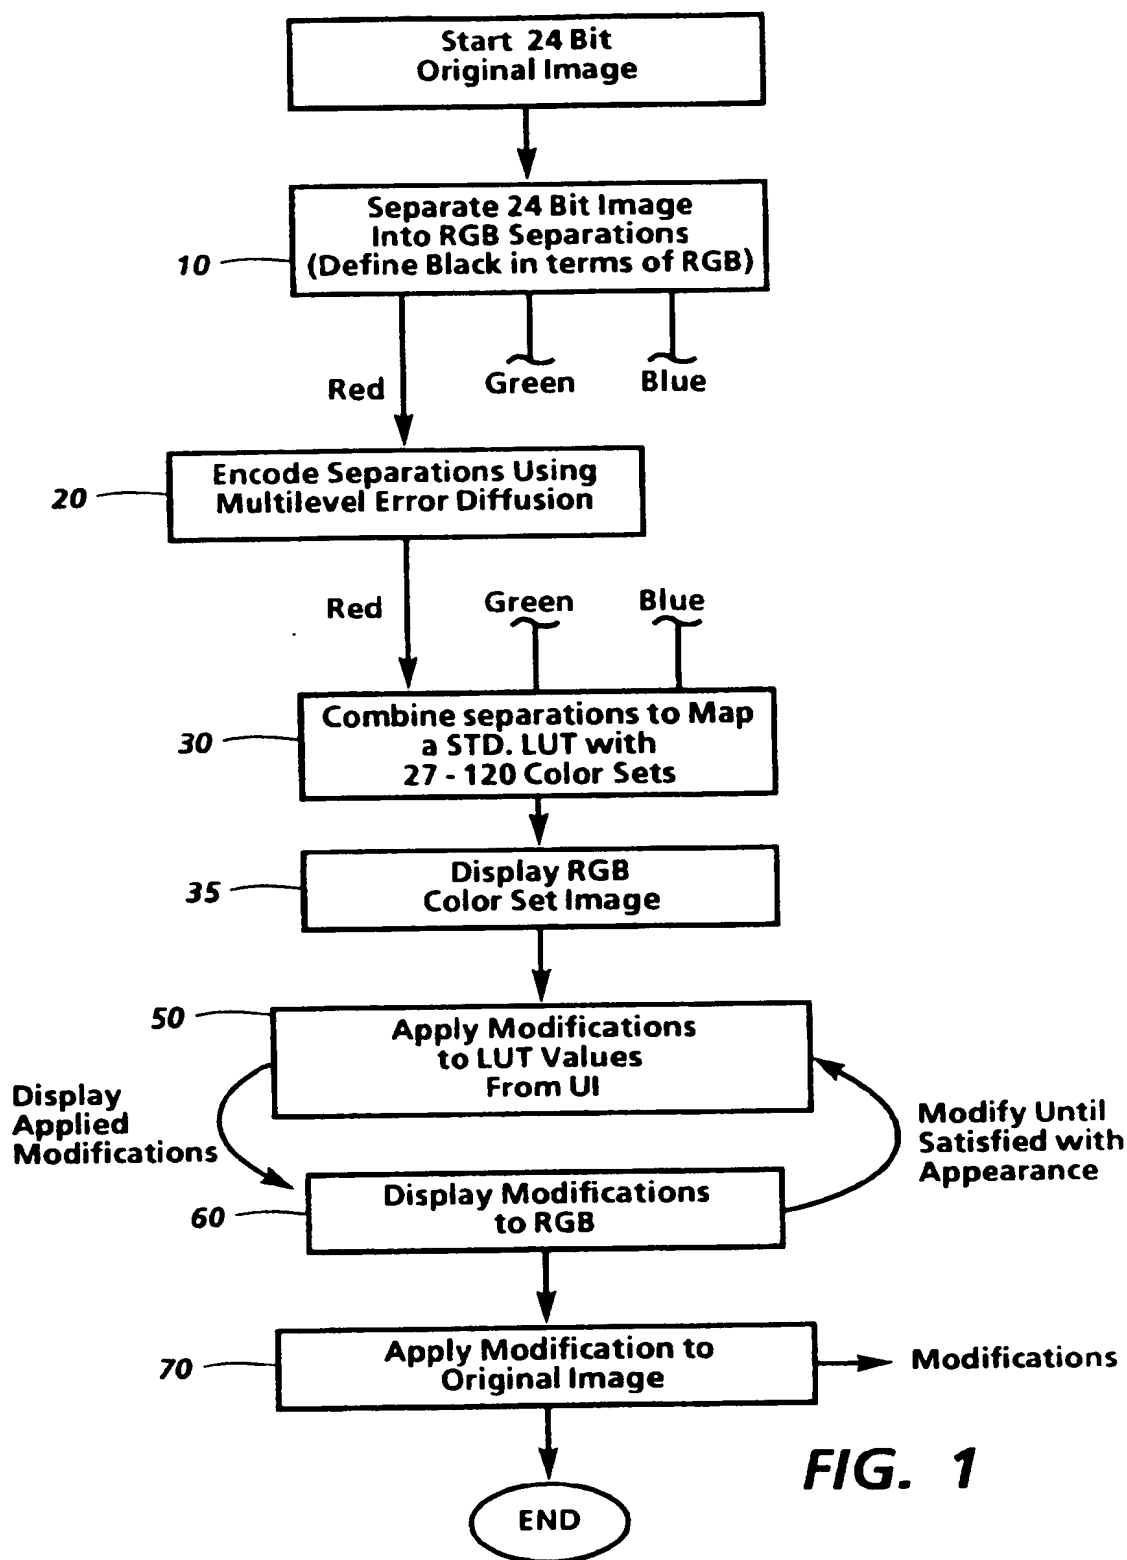 Start 24 Bit
Original Image
Separate 24 Bit Image
Into RGB Separations
(Define Black in terms of RGB)
10
Red
Green
Blue
Encode Separations Using
Multilevel Error Diffusion
20
Red
Green
Blue
Combine separations to Map
a STD. LUT with
27 - 120 Color Sets
30
Display RGB
Color Set Image
35
50
Apply Modifications
to LUT Values
From UI
Display
Applied
Modifications
Modify Until
Satisfied with
Appearance
Display Modifications
to RGB
60
Apply Modification to
Original Image
70
Modifications
FIG. 1
END